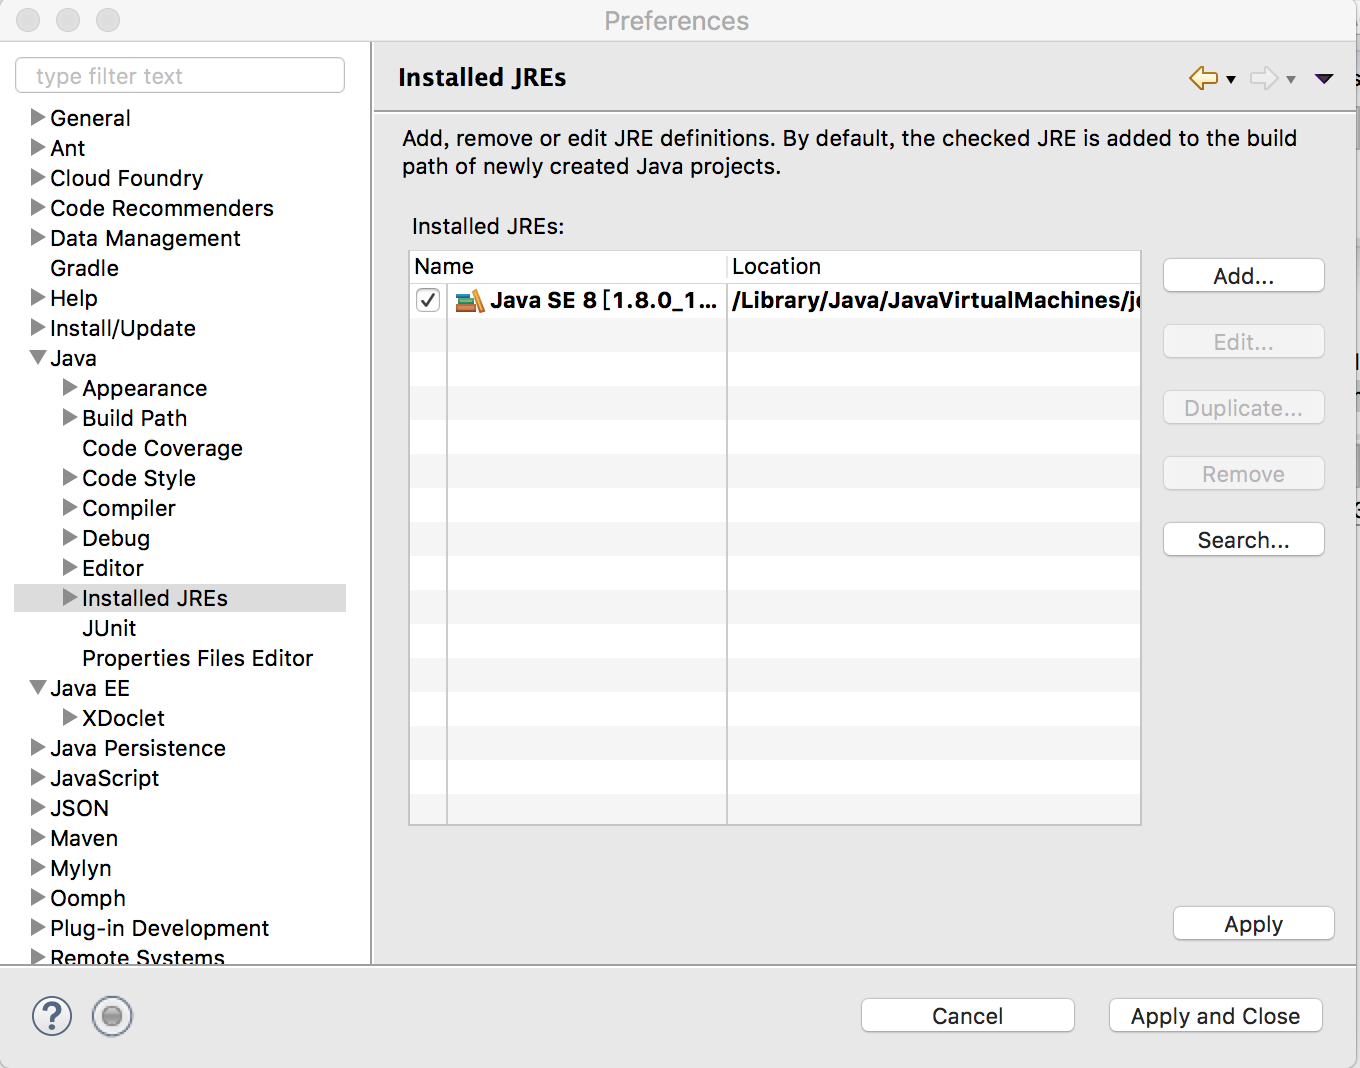 Preferences
type filter text
General
Ant
Cloud Foundry
Code Recommenders
Data Management
Gradle
Help
Install/Update
Java
Appearance
Build Path
Code Coverage
Code Style
Compiler
Debug
Editor
Installed JREs
JUnit
Properties Files Editor
Java EE
XDoclet
Java Persistence
JavaScript
JSON
Maven
Mylyn
Oomph
Plug-in Development
Remote Systems
Installed JREs
Add, remove or edit JRE definitions. By default, the checked JRE is added to the build
path of newly created Java projects.
Installed JREs:
Name Location
Java SE 8 [1.8.0_1... /Library/Java/JavaVirtualMachines/j
Add...
Edit...
Duplicate...
Remove
Search...
Apply
?
Cancel
Apply and Close